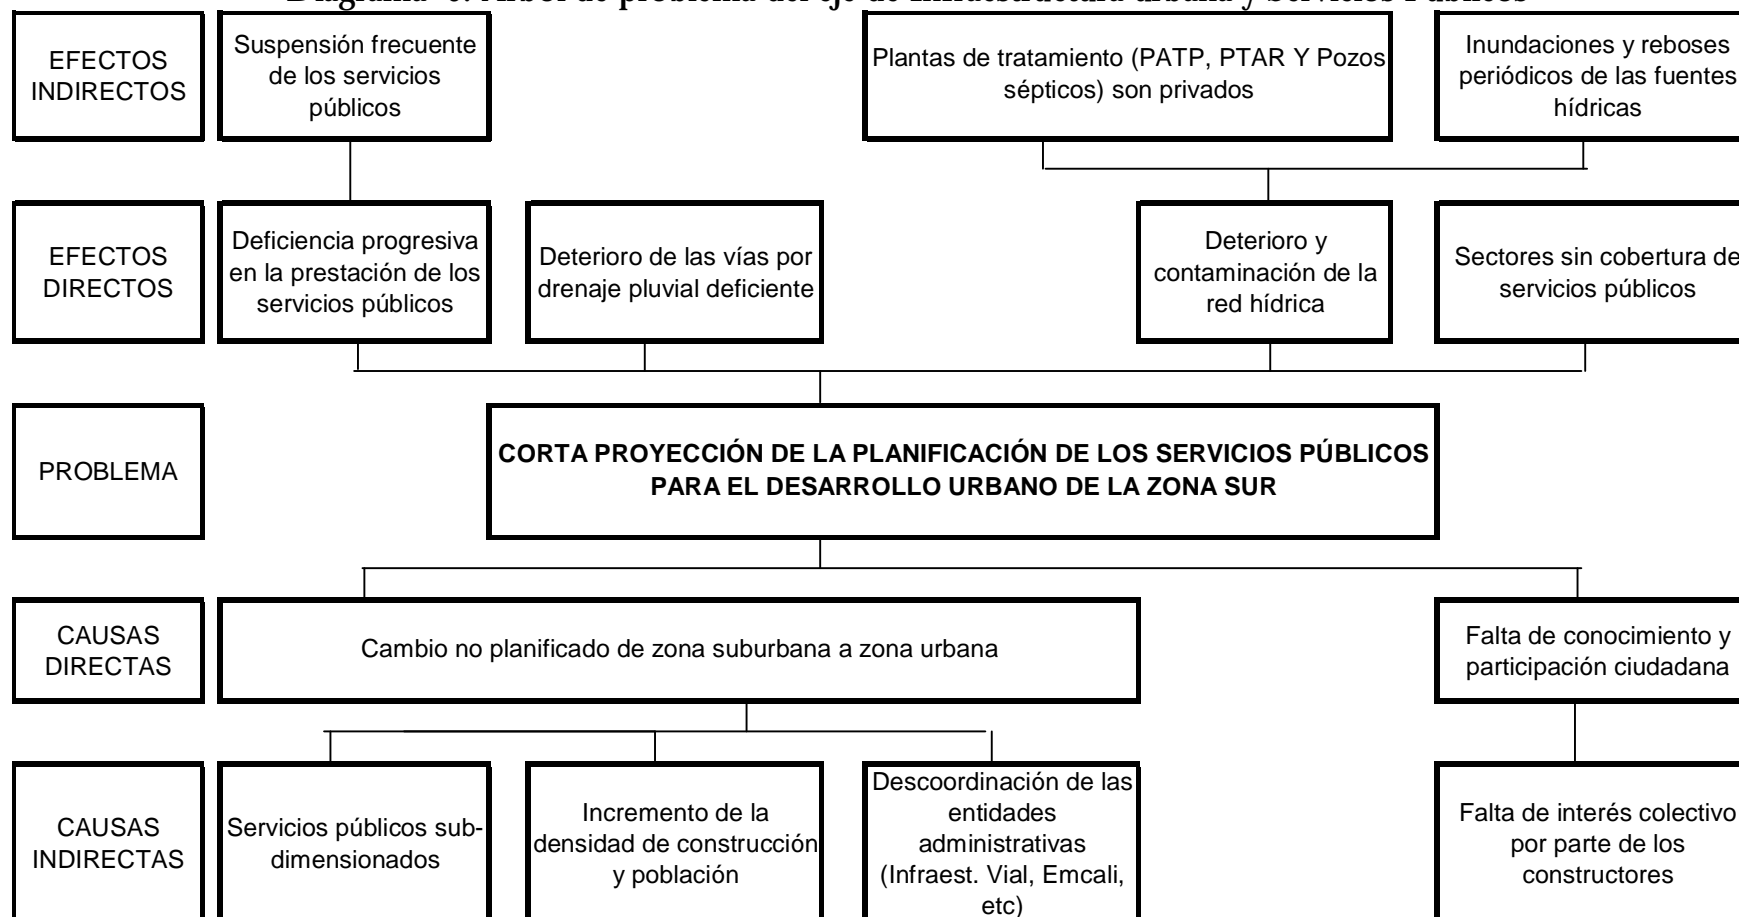 EFECTOS
INDIRECTOS
Suspensión frecuente
de los servicios
públicos
Plantas de tratamiento (PATP, PTAR Y Pozos
sépticos) son privados
Inundaciones y reboses
periódicos de las fuentes
hídricas
EFECTOS
DIRECTOS
Deficiencia progresiva
en la prestación de los
servicios públicos
Deterioro de las vías por
drenaje pluvial deficiente
Deterioro y
contaminación de la
red hídrica
Sectores sin cobertura de
servicios públicos
PROBLEMA
CORTA PROYECCIÓN DE LA PLANIFICACIÓN DE LOS SERVICIOS PÚBLICOS
PARA EL DESARROLLO URBANO DE LA ZONA SUR
CAUSAS
DIRECTAS
Cambio no planificado de zona suburbana a zona urbana
Falta de conocimiento y
participación ciudadana
CAUSAS
INDIRECTAS
Servicios públicos sub-
dimensionados
Incremento de la
densidad de construcción
y población
Descoordinación de las
entidades
administrativas
(Infraest. Vial, Emcali,
etc)
Falta de interés colectivo
por parte de los
constructores